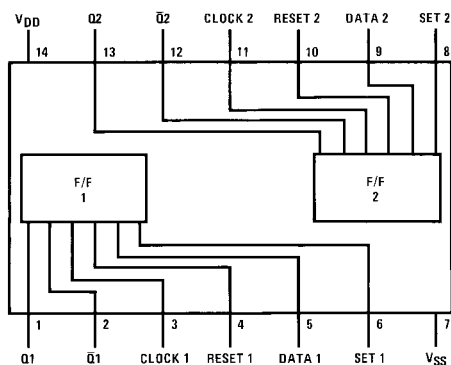 VDD Q2 Q̅2 CLOCK 2 RESET 2 DATA 2 SET 2
14 13 12 11 10 9 8
F/F
1
F/F
2
1 2 3 4 5 6 7
Q1 Q̅1 CLOCK 1 RESET 1 DATA 1 SET 1 VSS